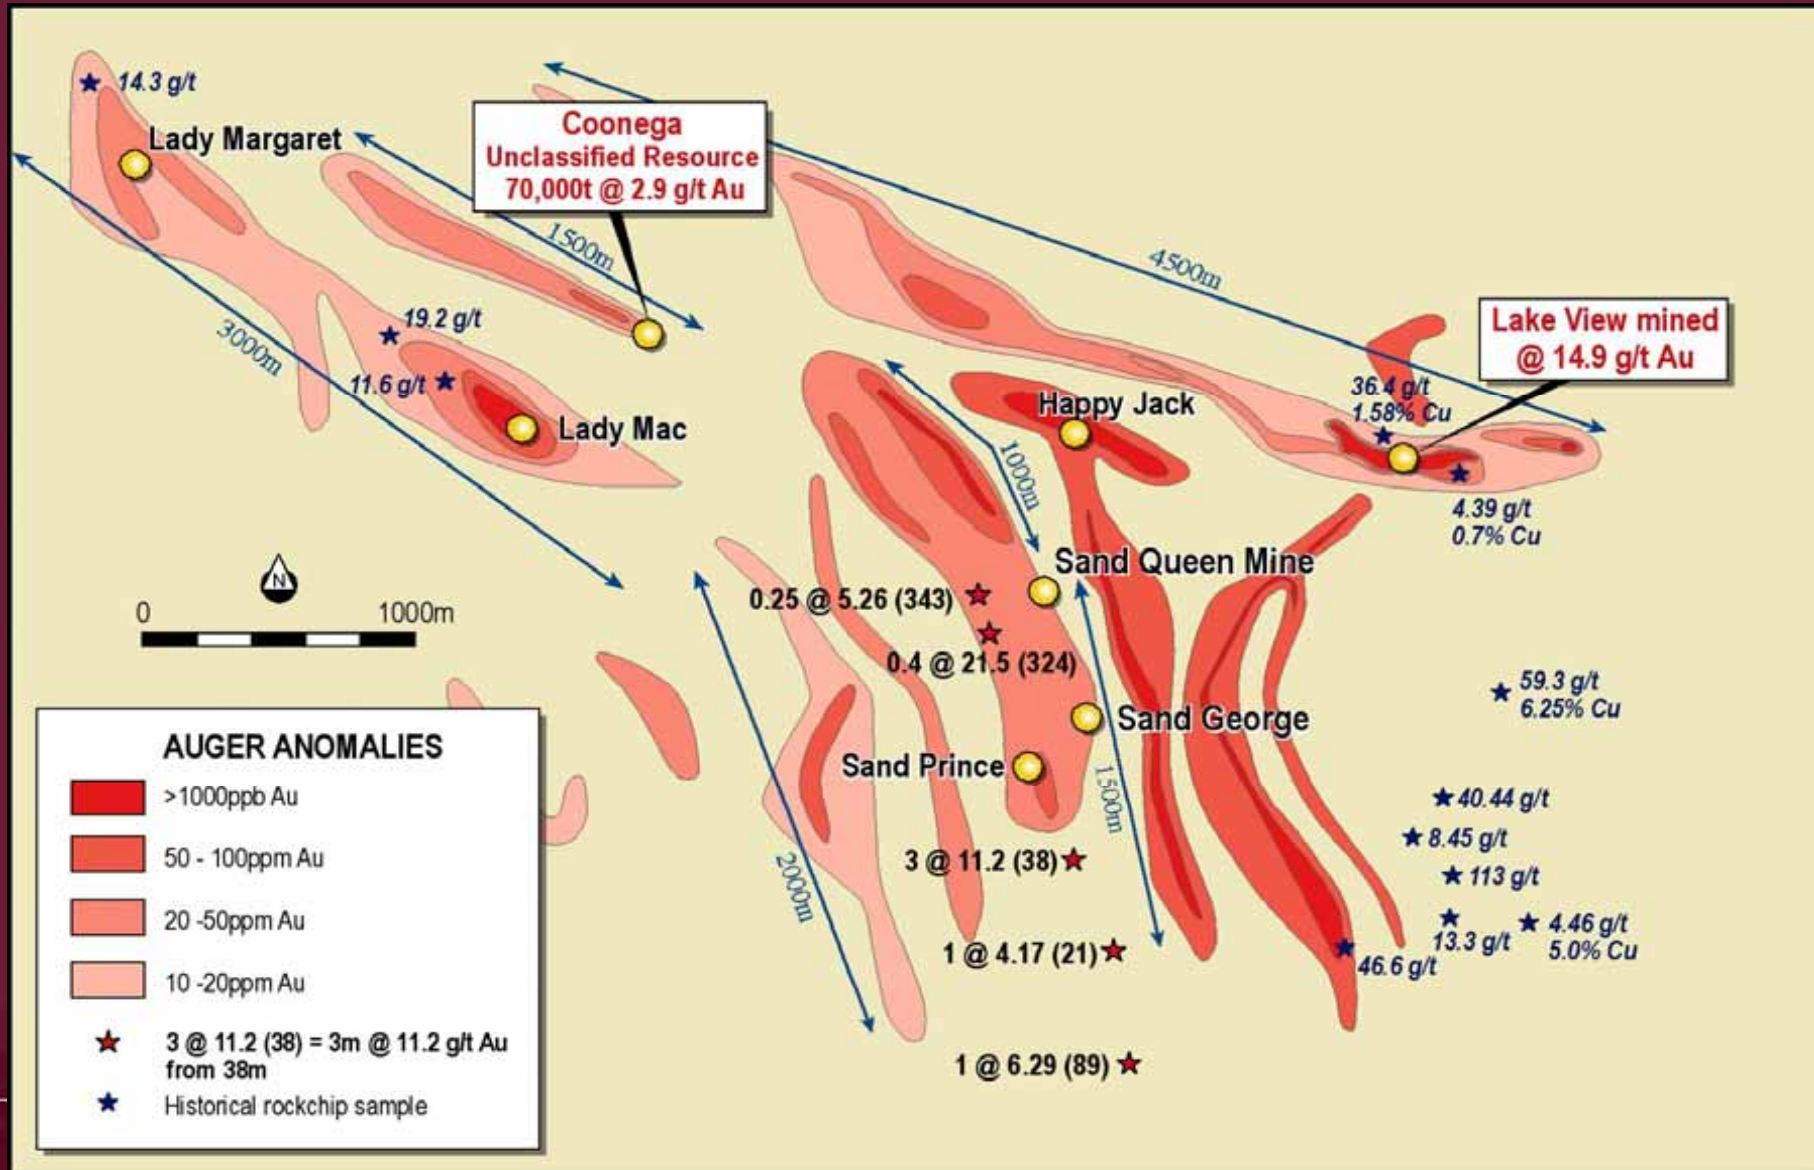 14.3 g/t
Lady Margaret
Coonega
Unclassified Resource
70,000t @ 2.9 g/t Au
1500m
4500m
3000m
19.2 g/t
11.6 g/t
Lady Mac
Lake View mined
@ 14.9 g/t Au
36.4 g/t
1.58% Cu
Happy Jack
1000m
4.39 g/t
0.7% Cu
Sand Queen Mine
N
0 1000m
0.25 @ 5.26 (343)
0.4 @ 21.5 (324)
59.3 g/t
6.25% Cu
Sand George
Sand Prince
1500m
40.44 g/t
8.45 g/t
3 @ 11.2 (38)
113 g/t
2000m
13.3 g/t
4.46 g/t
5.0% Cu
1 @ 4.17 (21)
46.6 g/t
1 @ 6.29 (89)
AUGER ANOMALIES
>1000ppb Au
50 - 100ppm Au
20 -50ppm Au
10 -20ppm Au
3 @ 11.2 (38) = 3m @ 11.2 g/t Au
from 38m
Historical rockchip sample